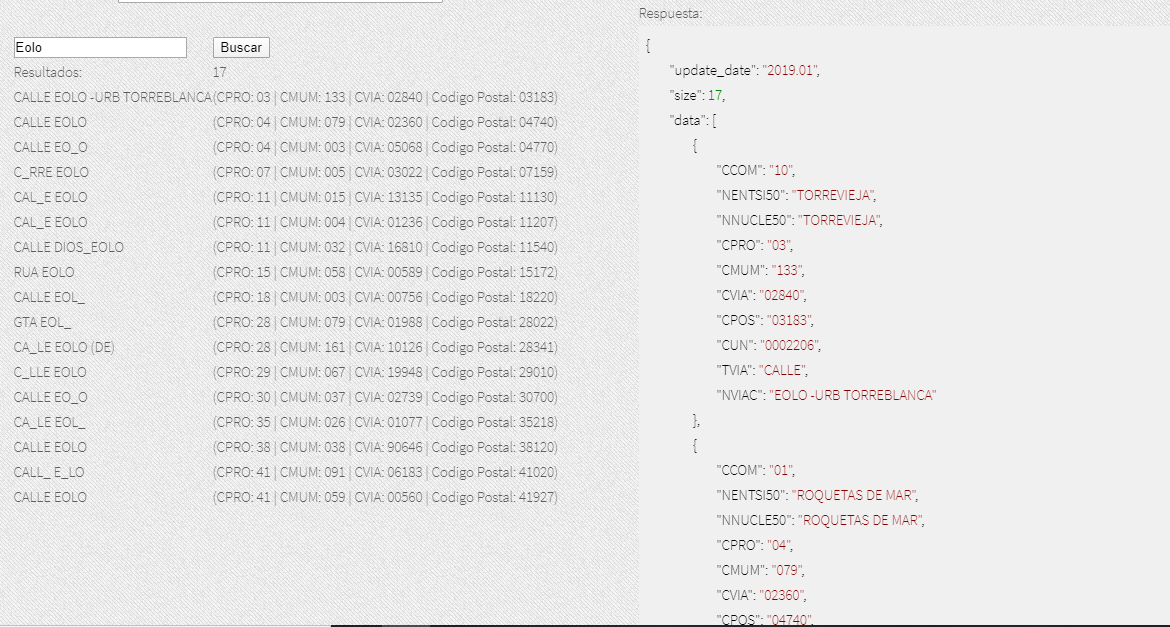 Eolo
Buscar
Resultados: 17
CALLE EOLO -URB TORREBLANCA(CPRO: 03 | CMUM: 133 | CVIA: 02840 | Codigo Postal: 03183)
CALLE EOLO (CPRO: 04 | CMUM: 079 | CVIA: 02360 | Codigo Postal: 04740)
CALLE EO_O (CPRO: 04 | CMUM: 003 | CVIA: 05068 | Codigo Postal: 04770)
C_RRE EOLO (CPRO: 07 | CMUM: 005 | CVIA: 03022 | Codigo Postal: 07159)
CAL_E EOLO (CPRO: 11 | CMUM: 015 | CVIA: 13135 | Codigo Postal: 11130)
CAL_E EOLO (CPRO: 11 | CMUM: 004 | CVIA: 01236 | Codigo Postal: 11207)
CALLE DIOS_EOLO (CPRO: 11 | CMUM: 032 | CVIA: 16810 | Codigo Postal: 11540)
RUA EOLO (CPRO: 15 | CMUM: 058 | CVIA: 00589 | Codigo Postal: 15172)
CALLE EOL_ (CPRO: 18 | CMUM: 003 | CVIA: 00756 | Codigo Postal: 18220)
GTA EOL_ (CPRO: 28 | CMUM: 079 | CVIA: 01988 | Codigo Postal: 28022)
CA_LE EOLO (DE) (CPRO: 28 | CMUM: 161 | CVIA: 10126 | Codigo Postal: 28341)
C_LLE EOLO (CPRO: 29 | CMUM: 067 | CVIA: 19948 | Codigo Postal: 29010)
CALLE EO_O (CPRO: 30 | CMUM: 037 | CVIA: 02739 | Codigo Postal: 30700)
CA_LE EOL_ (CPRO: 35 | CMUM: 026 | CVIA: 01077 | Codigo Postal: 35218)
CALLE EOLO (CPRO: 38 | CMUM: 038 | CVIA: 90646 | Codigo Postal: 38120)
CALL_ E_LO (CPRO: 41 | CMUM: 091 | CVIA: 06183 | Codigo Postal: 41020)
CALLE EOLO (CPRO: 41 | CMUM: 059 | CVIA: 00560 | Codigo Postal: 41927)
Respuesta:
{
"update_date": "2019.01",
"size": 17,
"data": [
{
"CCOM": "10",
"NENTSI50": "TORREVIEJA",
"NNUCLE50": "TORREVIEJA",
"CPRO": "03",
"CMUM": "133",
"CVIA": "02840",
"CPOS": "03183",
"CUN": "0002206",
"TVIA": "CALLE",
"NVIAC": "EOLO -URB TORREBLANCA"
},
{
"CCOM": "01",
"NENTSI50": "ROQUETAS DE MAR",
"NNUCLE50": "ROQUETAS DE MAR",
"CPRO": "04",
"CMUM": "079",
"CVIA": "02360",
"CPOS": "04740",